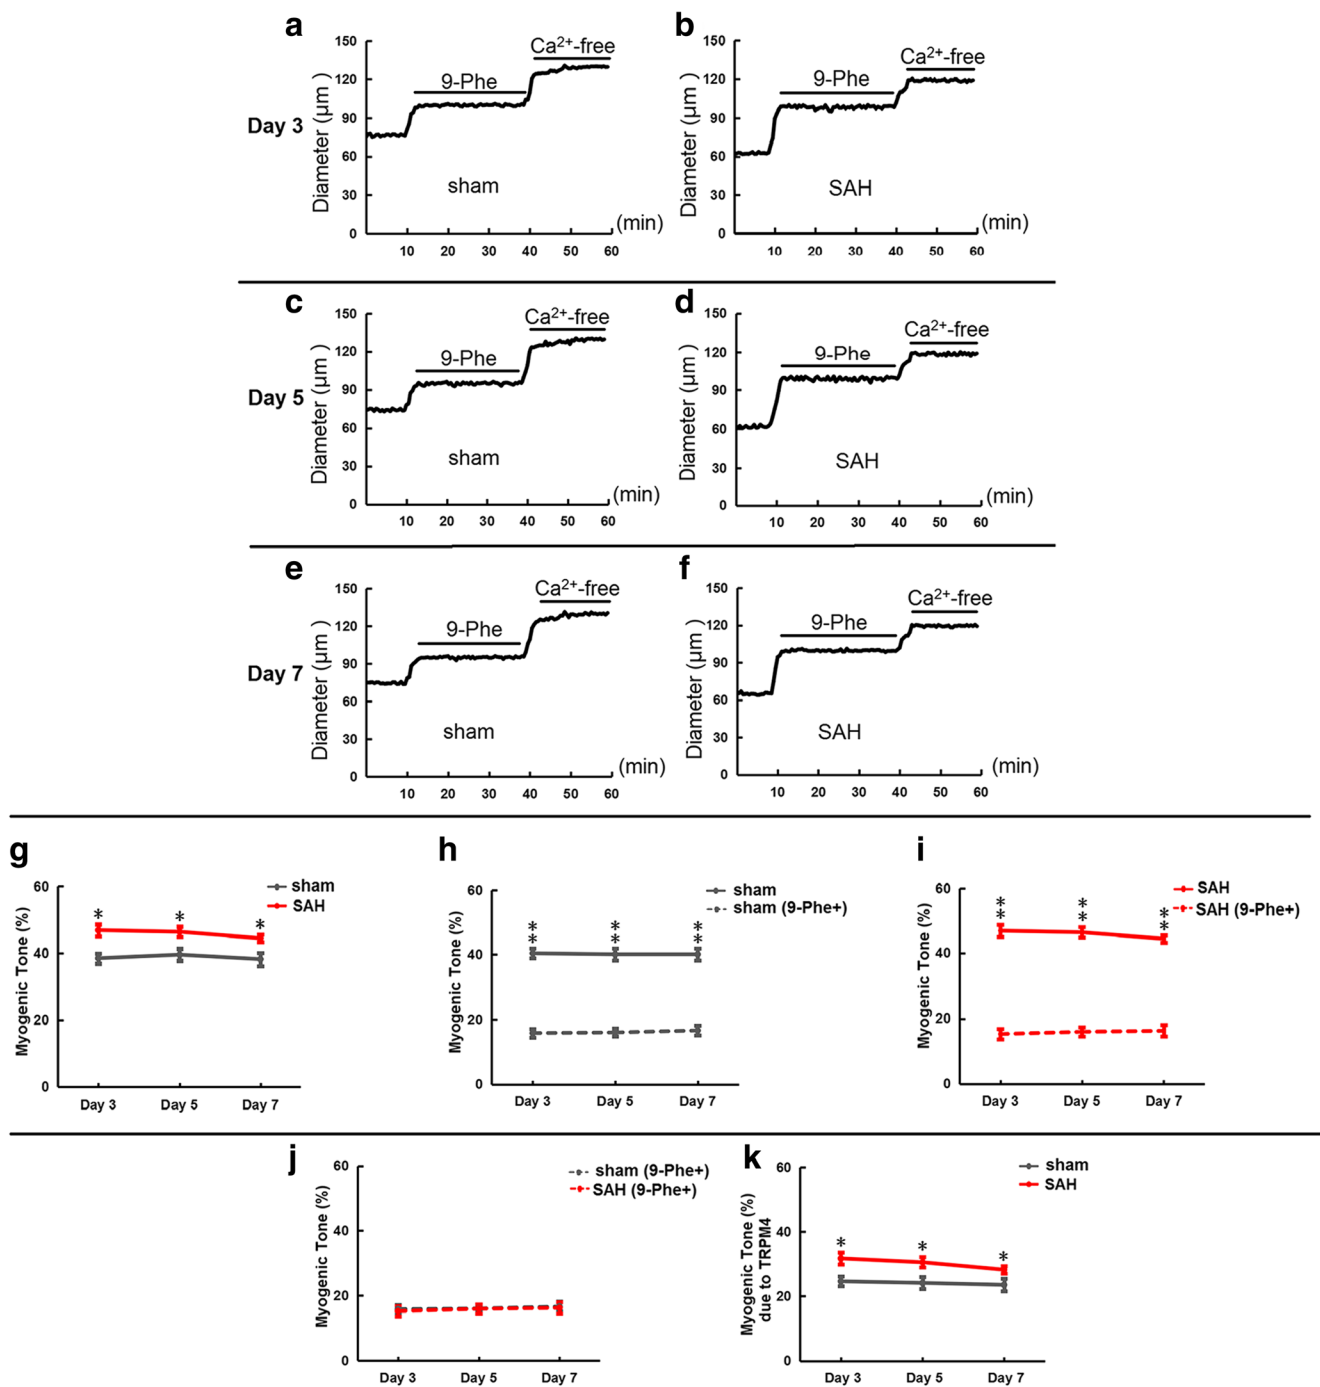 a
150
120
90
60
30
0
Diameter (µm)
Ca²⁺-free
9-Phe
sham
(min)
10 20 30 40 50 60
b
150
120
90
60
30
0
Diameter (µm)
Ca²⁺-free
9-Phe
SAH
(min)
10 20 30 40 50 60
Day 3
c
150
120
90
60
30
0
Diameter (µm)
Ca²⁺-free
9-Phe
sham
(min)
10 20 30 40 50 60
d
150
120
90
60
30
0
Diameter (µm)
Ca²⁺-free
9-Phe
SAH
(min)
10 20 30 40 50 60
Day 5
e
150
120
90
60
30
0
Diameter (µm)
Ca²⁺-free
9-Phe
sham
(min)
10 20 30 40 50 60
f
150
120
90
60
30
0
Diameter (µm)
Ca²⁺-free
9-Phe
SAH
(min)
10 20 30 40 50 60
Day 7
g
60
40
20
0
Myogenic Tone (%)
sham
SAH
* * *
Day 3 Day 5 Day 7
h
60
40
20
0
Myogenic Tone (%)
sham
sham (9-Phe+)
** ** **
Day 3 Day 5 Day 7
i
60
40
20
0
Myogenic Tone (%)
SAH
SAH (9-Phe+)
** ** **
Day 3 Day 5 Day 7
j
60
40
20
0
Myogenic Tone (%)
sham (9-Phe+)
SAH (9-Phe+)
Day 3 Day 5 Day 7
k
60
40
20
0
Myogenic Tone (%)
due to TRPM4
sham
SAH
* * *
Day 3 Day 5 Day 7